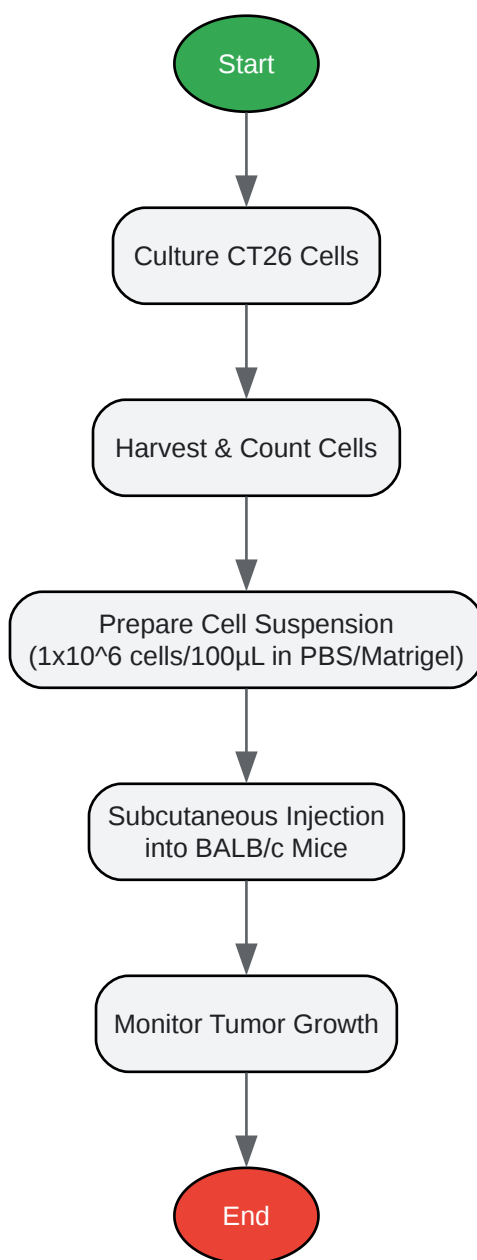 Start
Culture CT26 Cells
Harvest & Count Cells
Prepare Cell Suspension
(1x10^6 cells/100µL in PBS/Matrigel)
Subcutaneous Injection
into BALB/c Mice
Monitor Tumor Growth
End